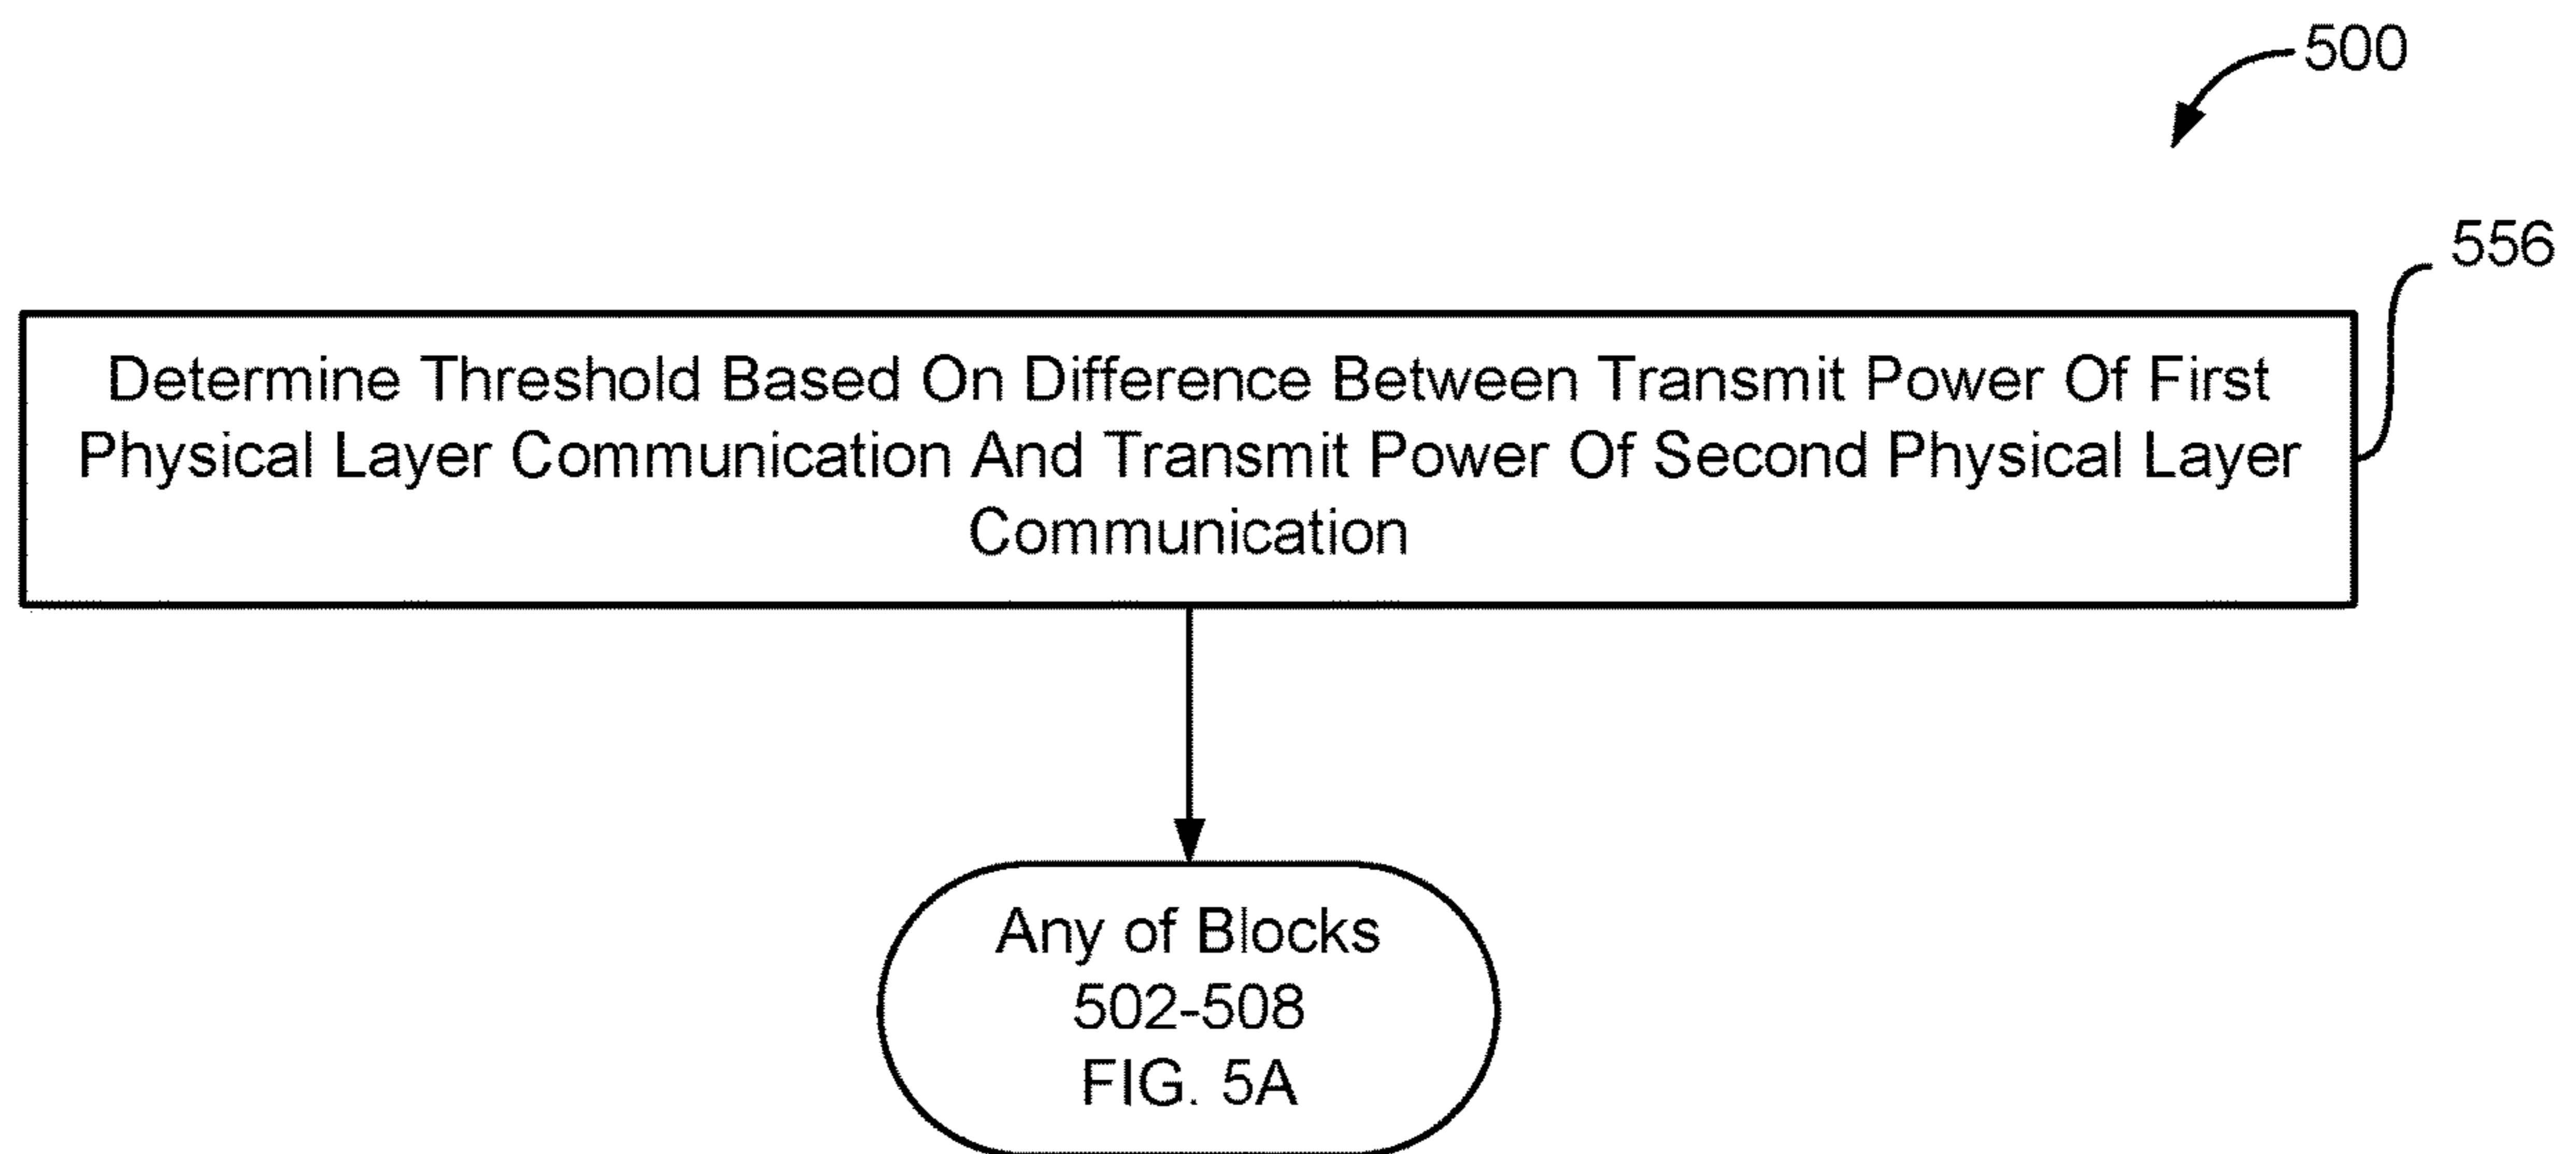 500
556
Determine Threshold Based On Difference Between Transmit Power Of First
Physical Layer Communication And Transmit Power Of Second Physical Layer
Communication
Any of Blocks
502-508
FIG. 5A